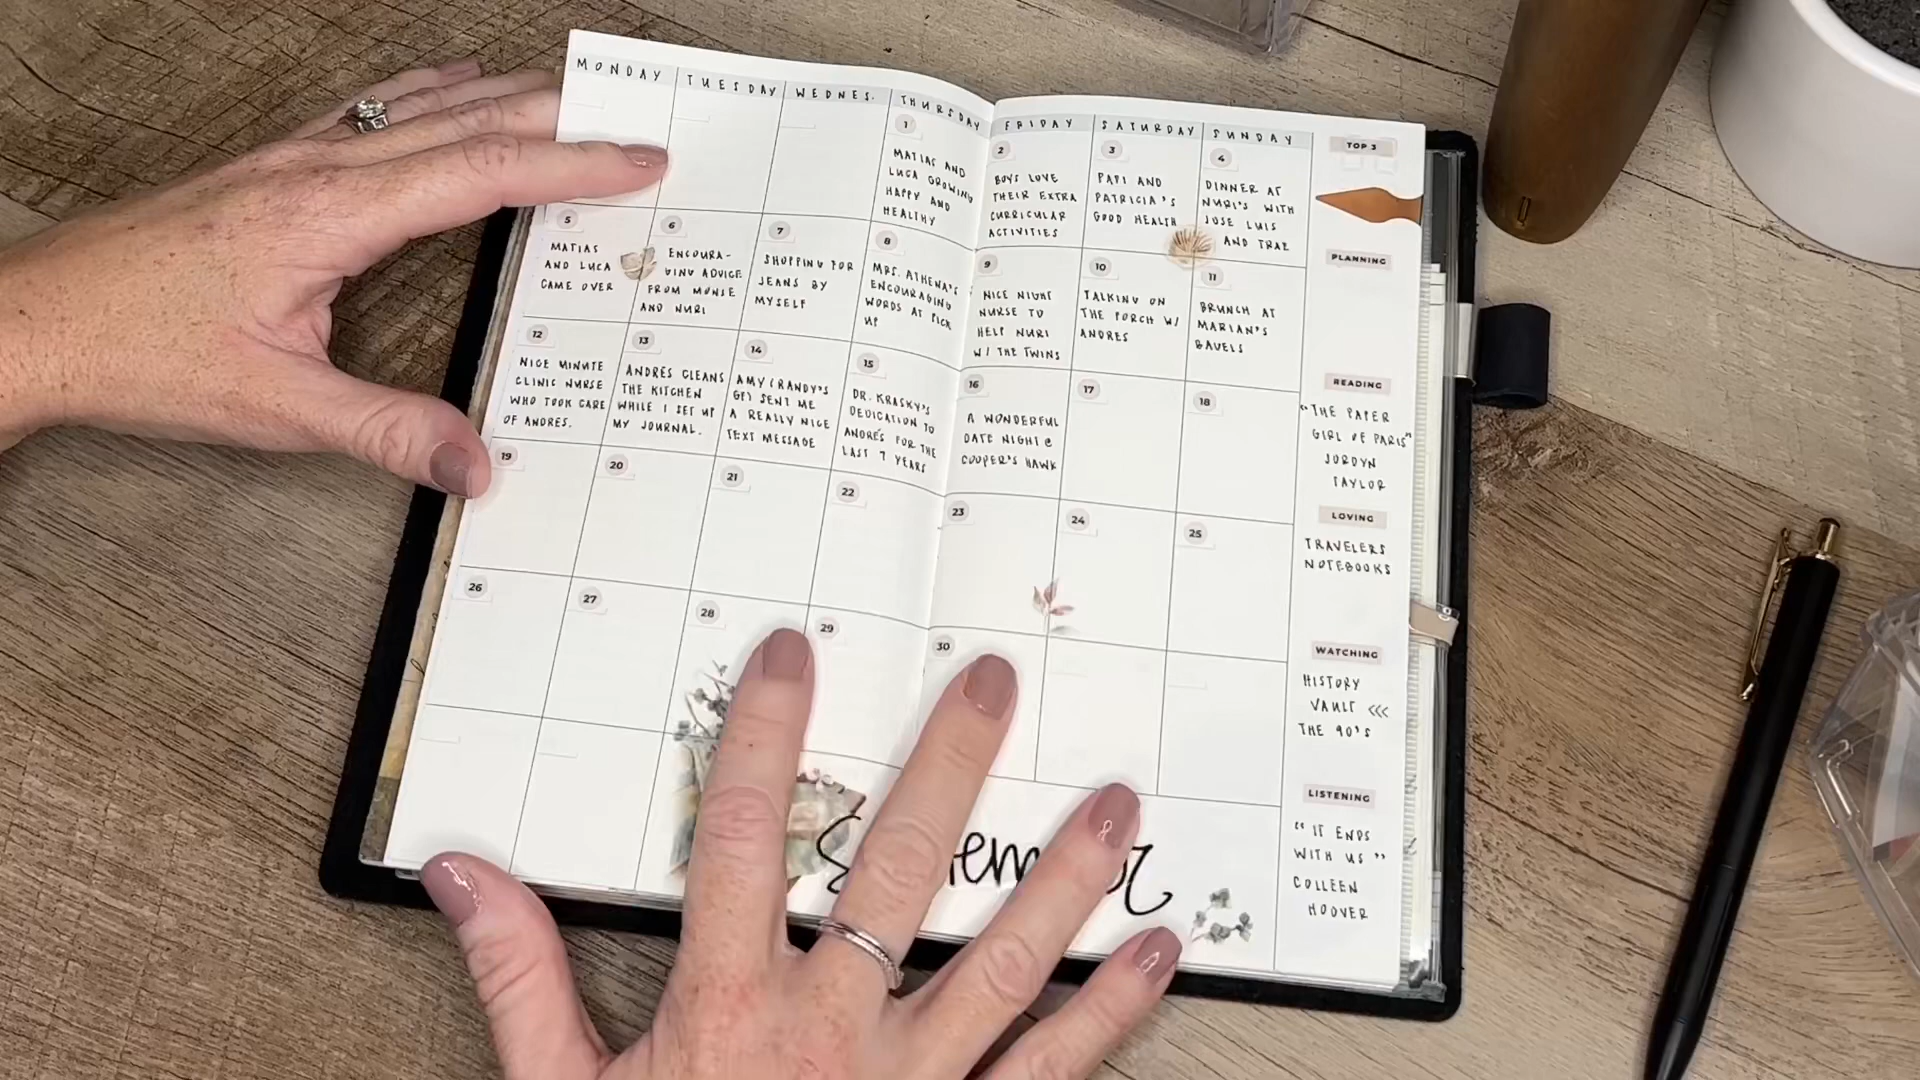 MONDAY
TUESDAY
WEDNES.
THURSDAY
FRIDAY
SATURDAY
SUNDAY
1
MATIAS AND
LUCA GROWING
HAPPY AND
HEALTHY
2
BOYS LOVE
THEIR EXTRA
CURRICULAR
ACTIVITIES
3
PAPI AND
PATRICIA'S
GOOD HEALTH
4
DINNER AT
NURI'S WITH
JOSE LUIS
AND TRAE
5
MATIAS
AND LUCA
CAME OVER
6
ENCOURA-
GING ADVICE
FROM MONSE
AND NURI
7
SHOPPING FOR
JEANS BY
MYSELF
8
MRS. ATHENA'S
ENCOURAGING
WORDS AT PICK
UP
9
NICE NIGHT
NURSE TO
HELP NURI
W/ THE TWINS
10
TALKING ON
THE PORCH W/
ANDRES
11
BRUNCH AT
MARIAN'S
BAGELS
12
NICE MINUTE
CLINIC NURSE
WHO TOOK CARE
OF ANDRES.
13
ANDRÉS CLEANS
THE KITCHEN
WHILE I SET UP
MY JOURNAL.
14
AMY (RANDY'S
GF) SENT ME
A REALLY NICE
TEXT MESSAGE
15
DR. KRASKY'S
DEDICATION TO
ANDRÉS FOR THE
LAST 7 YEARS
16
A WONDERFUL
DATE NIGHT @
COOPER'S HAWK
17
18
19
20
21
22
23
24
25
26
27
28
29
30
TOP 3
PLANNING
READING
"THE PAPER
GIRL OF PARIS"
JORDYN
TAYLOR
LOVING
TRAVELERS
NOTEBOOKS
WATCHING
HISTORY
VAULT <<<
THE 90'S
LISTENING
"IT ENDS
WITH US"
COLLEEN
HOOVER